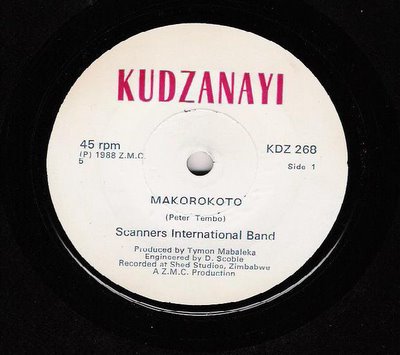 KUDZANAYI
45 rpm
(P) 1988 Z.M.C.
5
KDZ 268
Side 1
MAKOROKOTO
(Peter Tembo)
Scanners International Band
Produced by Tymon Mabaleka
Engineered by D. Scobie
Recorded at Shed Studios, Zimbabwe
A Z.M.C. Production